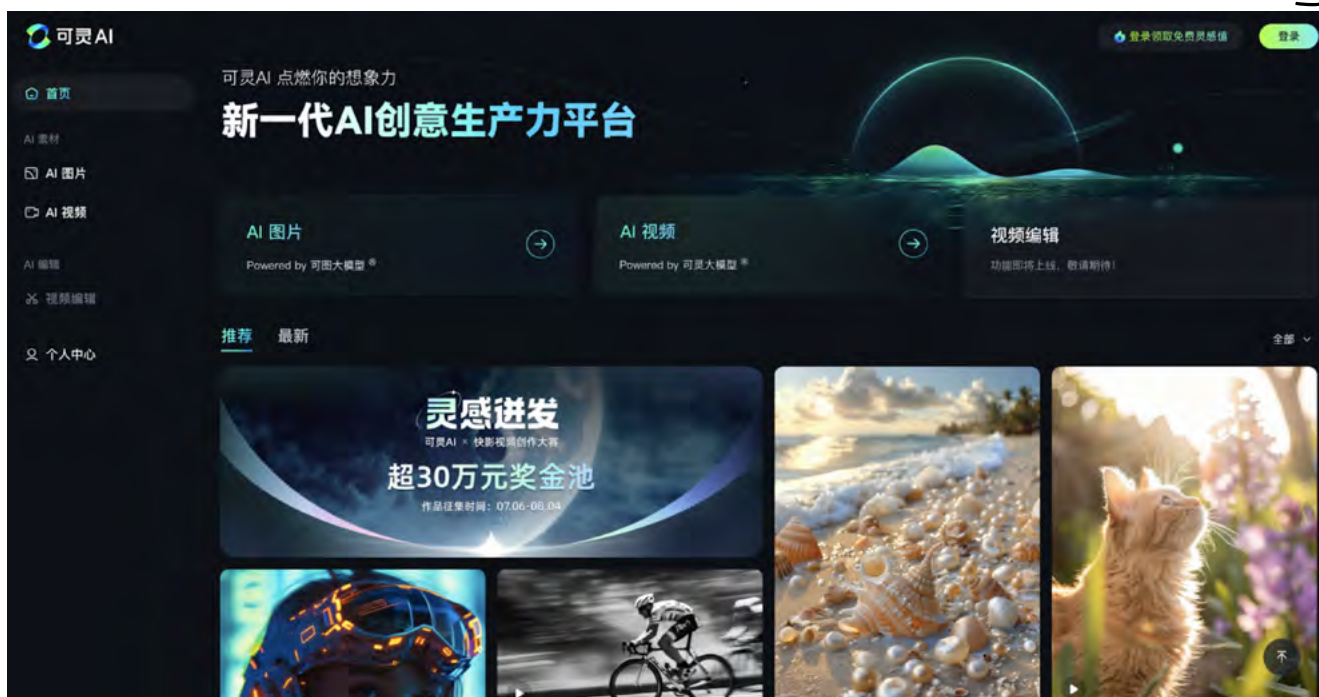 可灵AI
登录领取免费灵感值
登录
首页
AI 素材
AI 图片
AI 视频
AI 编辑
视频编辑
个人中心
可灵AI 点燃你的想象力
新一代AI创意生产力平台
AI 图片
Powered by 可图大模型 ®
AI 视频
Powered by 可灵大模型 ®
视频编辑
功能即将上线，敬请期待！
推荐
最新
全部
灵感迸发
可灵AI × 快影视频创作大赛
超30万元奖金池
作品征集时间：07.06-08.04